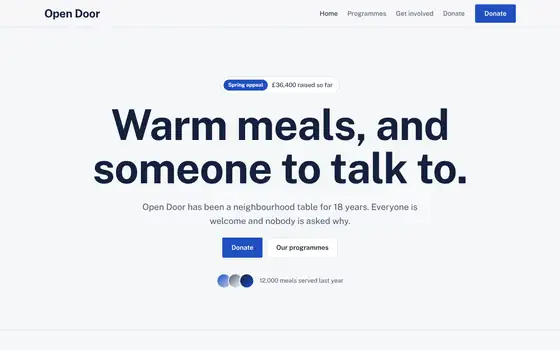 Open Door
Home Programmes Get involved Donate Donate
Spring appeal £36,400 raised so far
Warm meals, and
someone to talk to.
Open Door has been a neighbourhood table for 18 years. Everyone is
welcome and nobody is asked why.
Donate Our programmes
12,000 meals served last year